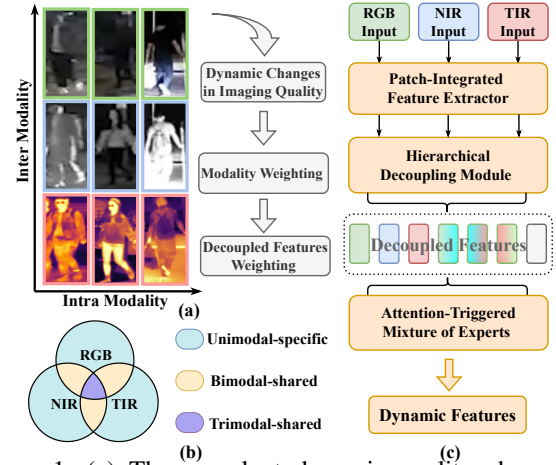 Inter Modality
Intra Modality
(a)
Dynamic Changes
in Imaging Quality
Modality Weighting
Decoupled Features
Weighting
RGB
NIR
TIR
Unimodal-specific
Bimodal-shared
Trimodal-shared
(b)
RGB
Input
NIR
Input
TIR
Input
Patch-Integrated
Feature Extractor
Hierarchical
Decoupling Module
Decoupled Features
Attention-Triggered
Mixture of Experts
Dynamic Features
(c)